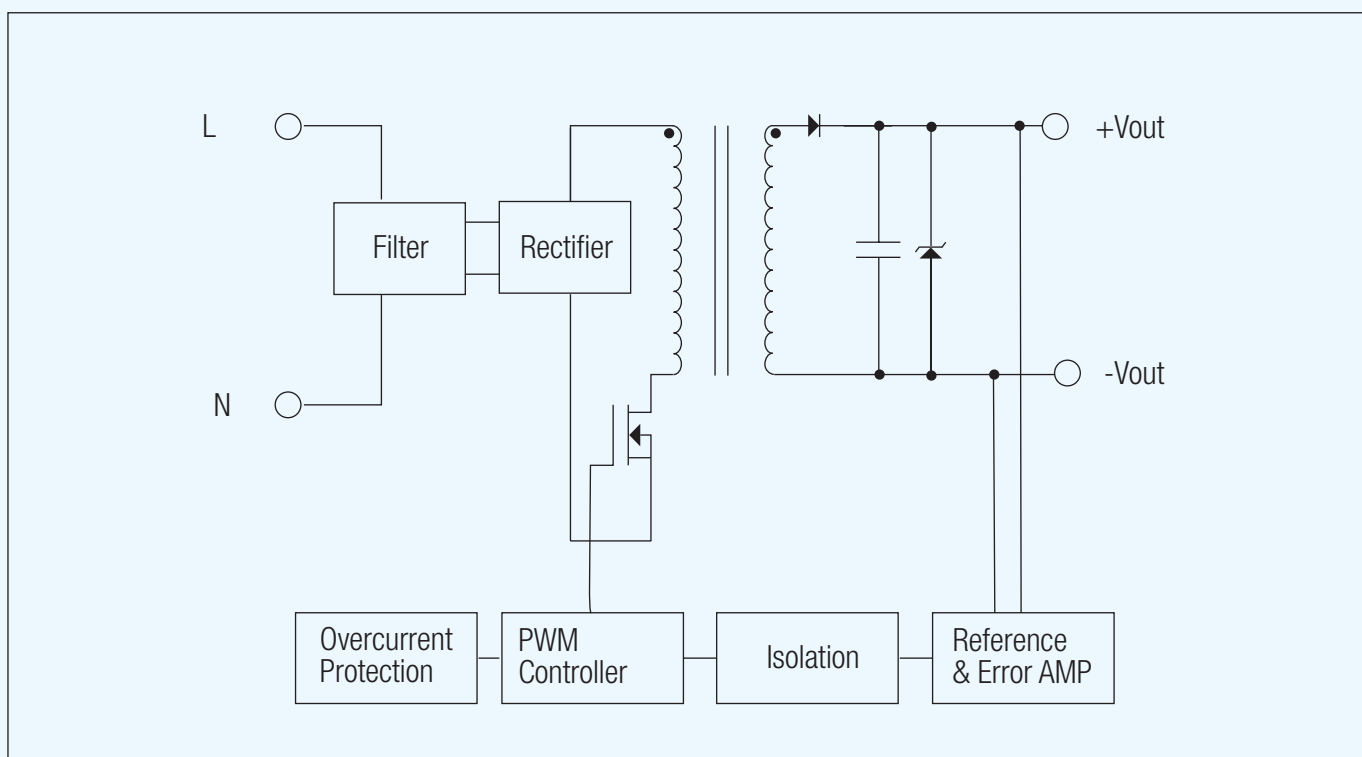 L
+Vout
Filter
Rectifier
-Vout
N
Overcurrent
Protection
PWM
Controller
Isolation
Reference
& Error AMP